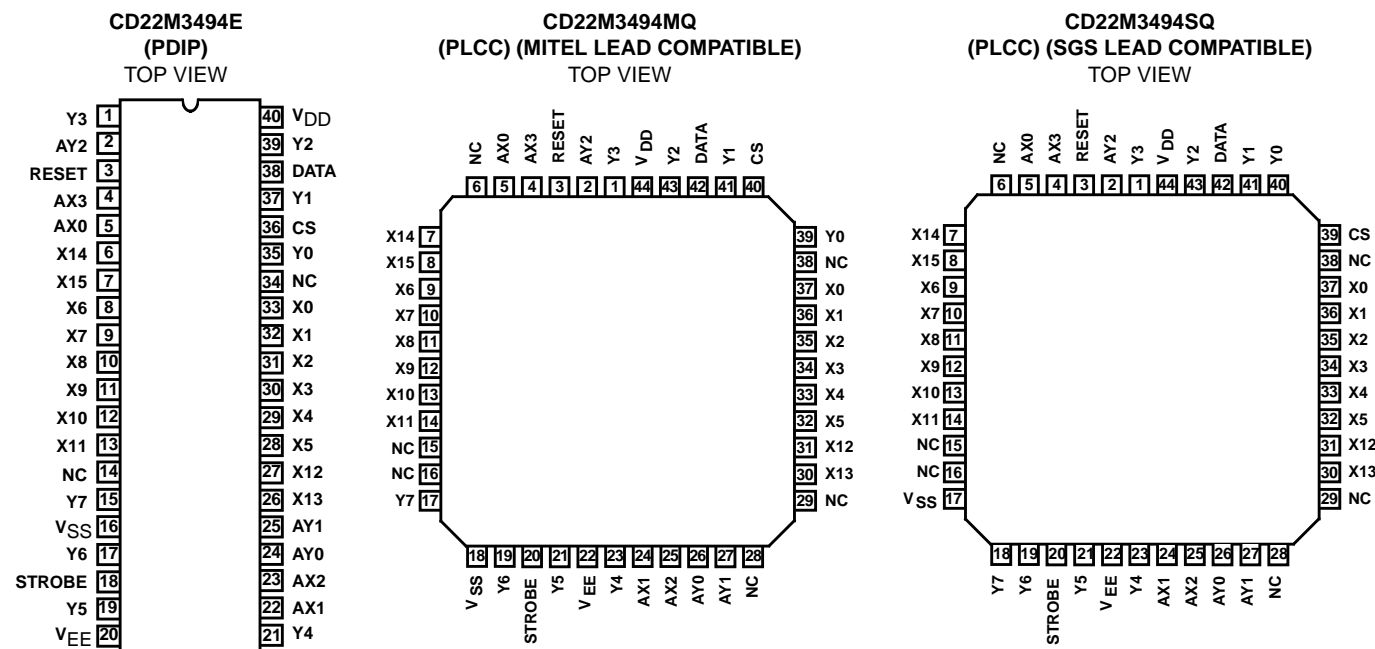 CD22M3494E
(PDIP)
TOP VIEW
Y3 1
AY2 2
RESET 3
AX3 4
AX0 5
X14 6
X15 7
X6 8
X7 9
X8 10
X9 11
X10 12
X11 13
NC 14
Y7 15
VSS 16
Y6 17
STROBE 18
Y5 19
VEE 20
40 VDD
39 Y2
38 DATA
37 Y1
36 CS
35 Y0
34 NC
33 X0
32 X1
31 X2
30 X3
29 X4
28 X5
27 X12
26 X13
25 AY1
24 AY0
23 AX2
22 AX1
21 Y4
CD22M3494MQ
(PLCC) (MITEL LEAD COMPATIBLE)
TOP VIEW
NC AX0 AX3 RESET AY2 Y3 VDD Y2 DATA Y1 CS
6 5 4 3 2 1 44 43 42 41 40
X14 7
X15 8
X6 9
X7 10
X8 11
X9 12
X10 13
X11 14
NC 15
NC 16
Y7 17
39 Y0
38 NC
37 X0
36 X1
35 X2
34 X3
33 X4
32 X5
31 X12
30 X13
29 NC
18 19 20 21 22 23 24 25 26 27 28
VSS Y6 STROBE Y5 VEE Y4 AX1 AX2 AY0 AY1 NC
CD22M3494SQ
(PLCC) (SGS LEAD COMPATIBLE)
TOP VIEW
NC AX0 AX3 RESET AY2 Y3 VDD Y2 DATA Y1 Y0
6 5 4 3 2 1 44 43 42 41 40
X14 7
X15 8
X6 9
X7 10
X8 11
X9 12
X10 13
X11 14
NC 15
NC 16
VSS 17
39 CS
38 NC
37 X0
36 X1
35 X2
34 X3
33 X4
32 X5
31 X12
30 X13
29 NC
18 19 20 21 22 23 24 25 26 27 28
Y7 Y6 STROBE Y5 VEE Y4 AX1 AX2 AY0 AY1 NC